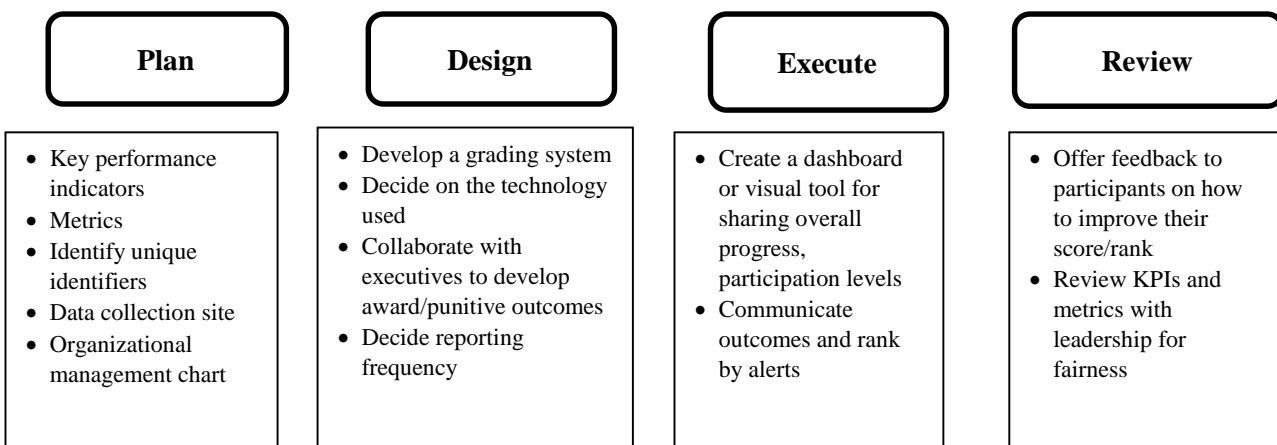 Plan
Design
Execute
Review
• Key performance
indicators
• Metrics
• Identify unique
identifiers
• Data collection site
• Organizational
management chart
• Develop a grading system
• Decide on the technology
used
• Collaborate with
executives to develop
award/punitive outcomes
• Decide reporting
frequency
• Create a dashboard
or visual tool for
sharing overall
progress,
participation levels
• Communicate
outcomes and rank
by alerts
• Offer feedback to
participants on how
to improve their
score/rank
• Review KPIs and
metrics with
leadership for
fairness